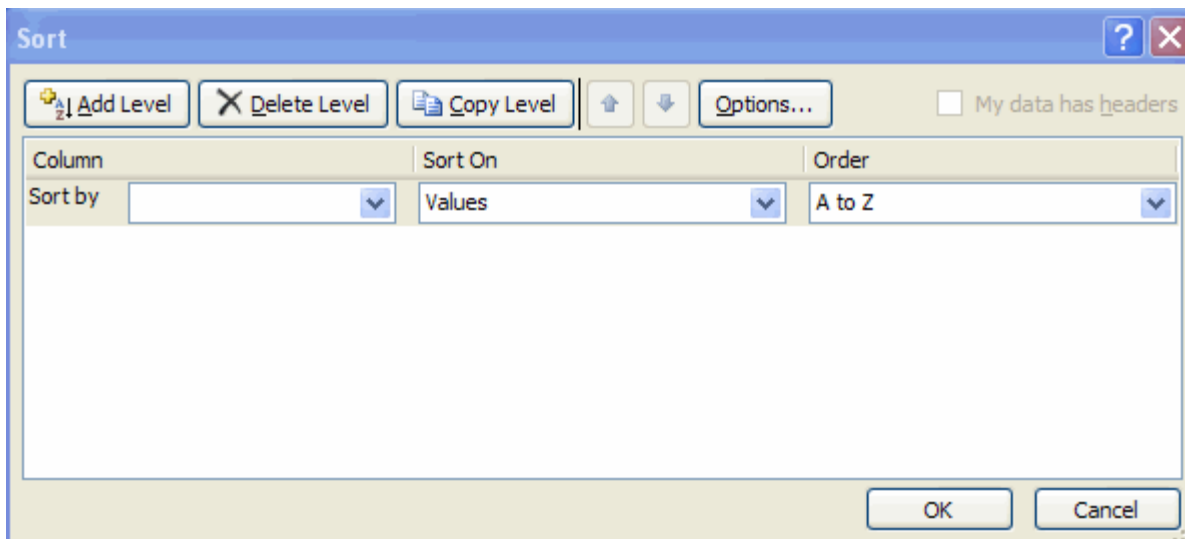 Sort
Add Level Delete Level Copy Level Options... My data has headers
Column Sort On Order
Sort by Values A to Z
OK Cancel